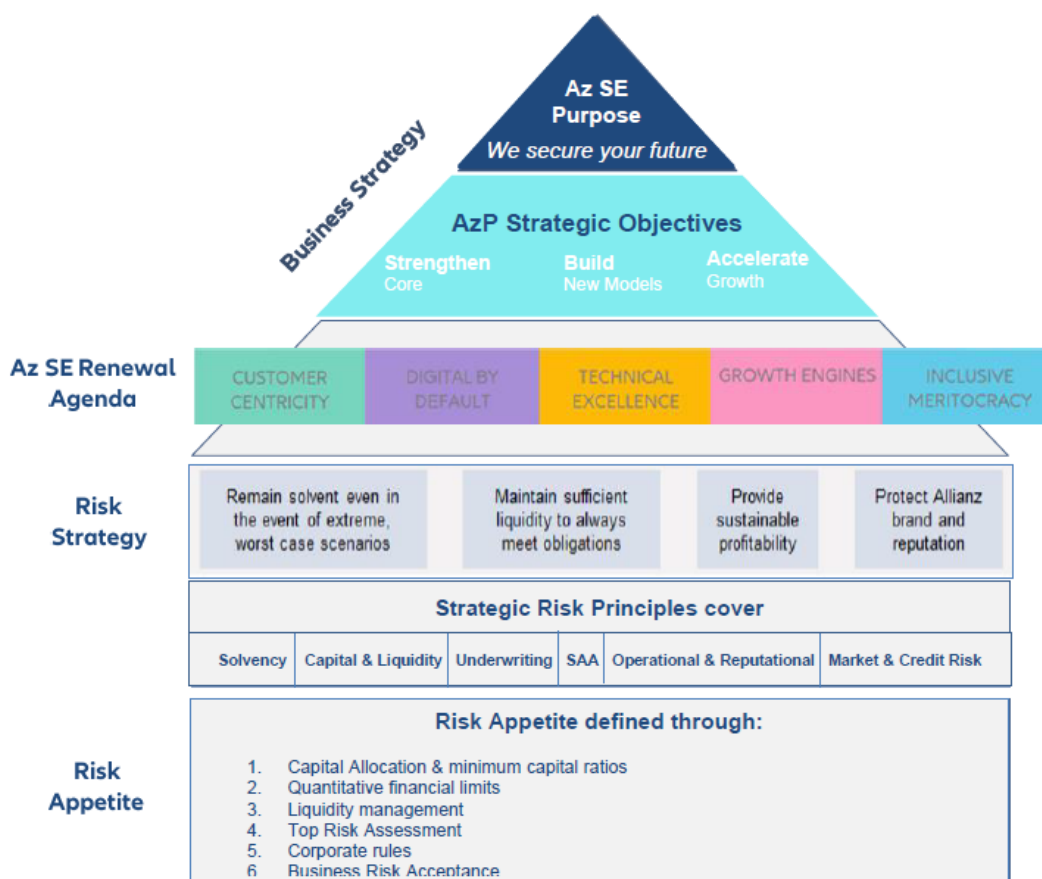 Az SE
Purpose
We secure your future
Business Strategy
AzP Strategic Objectives
Strengthen
Core
Build
New Models
Accelerate
Growth
Az SE Renewal
Agenda
CUSTOMER
CENTRICITY
DIGITAL BY
DEFAULT
TECHNICAL
EXCELLENCE
GROWTH ENGINES
INCLUSIVE
MERITOCRACY
Risk
Strategy
Remain solvent even in
the event of extreme,
worst case scenarios
Maintain sufficient
liquidity to always
meet obligations
Provide
sustainable
profitability
Protect Allianz
brand and
reputation
Strategic Risk Principles cover
Solvency
Capital & Liquidity
Underwriting
SAA
Operational & Reputational
Market & Credit Risk
Risk
Appetite
Risk Appetite defined through:
1. Capital Allocation & minimum capital ratios
2. Quantitative financial limits
3. Liquidity management
4. Top Risk Assessment
5. Corporate rules
6 Business Risk Acceptance